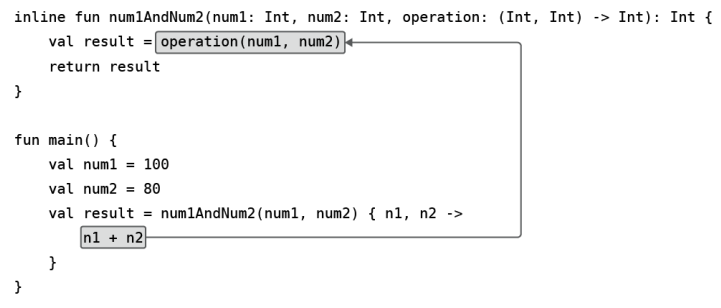 inline fun num1AndNum2(num1: Int, num2: Int, operation: (Int, Int) -> Int): Int {
    val result = operation(num1, num2)
    return result
}

fun main() {
    val num1 = 100
    val num2 = 80
    val result = num1AndNum2(num1, num2) { n1, n2 ->
        n1 + n2
    }
}